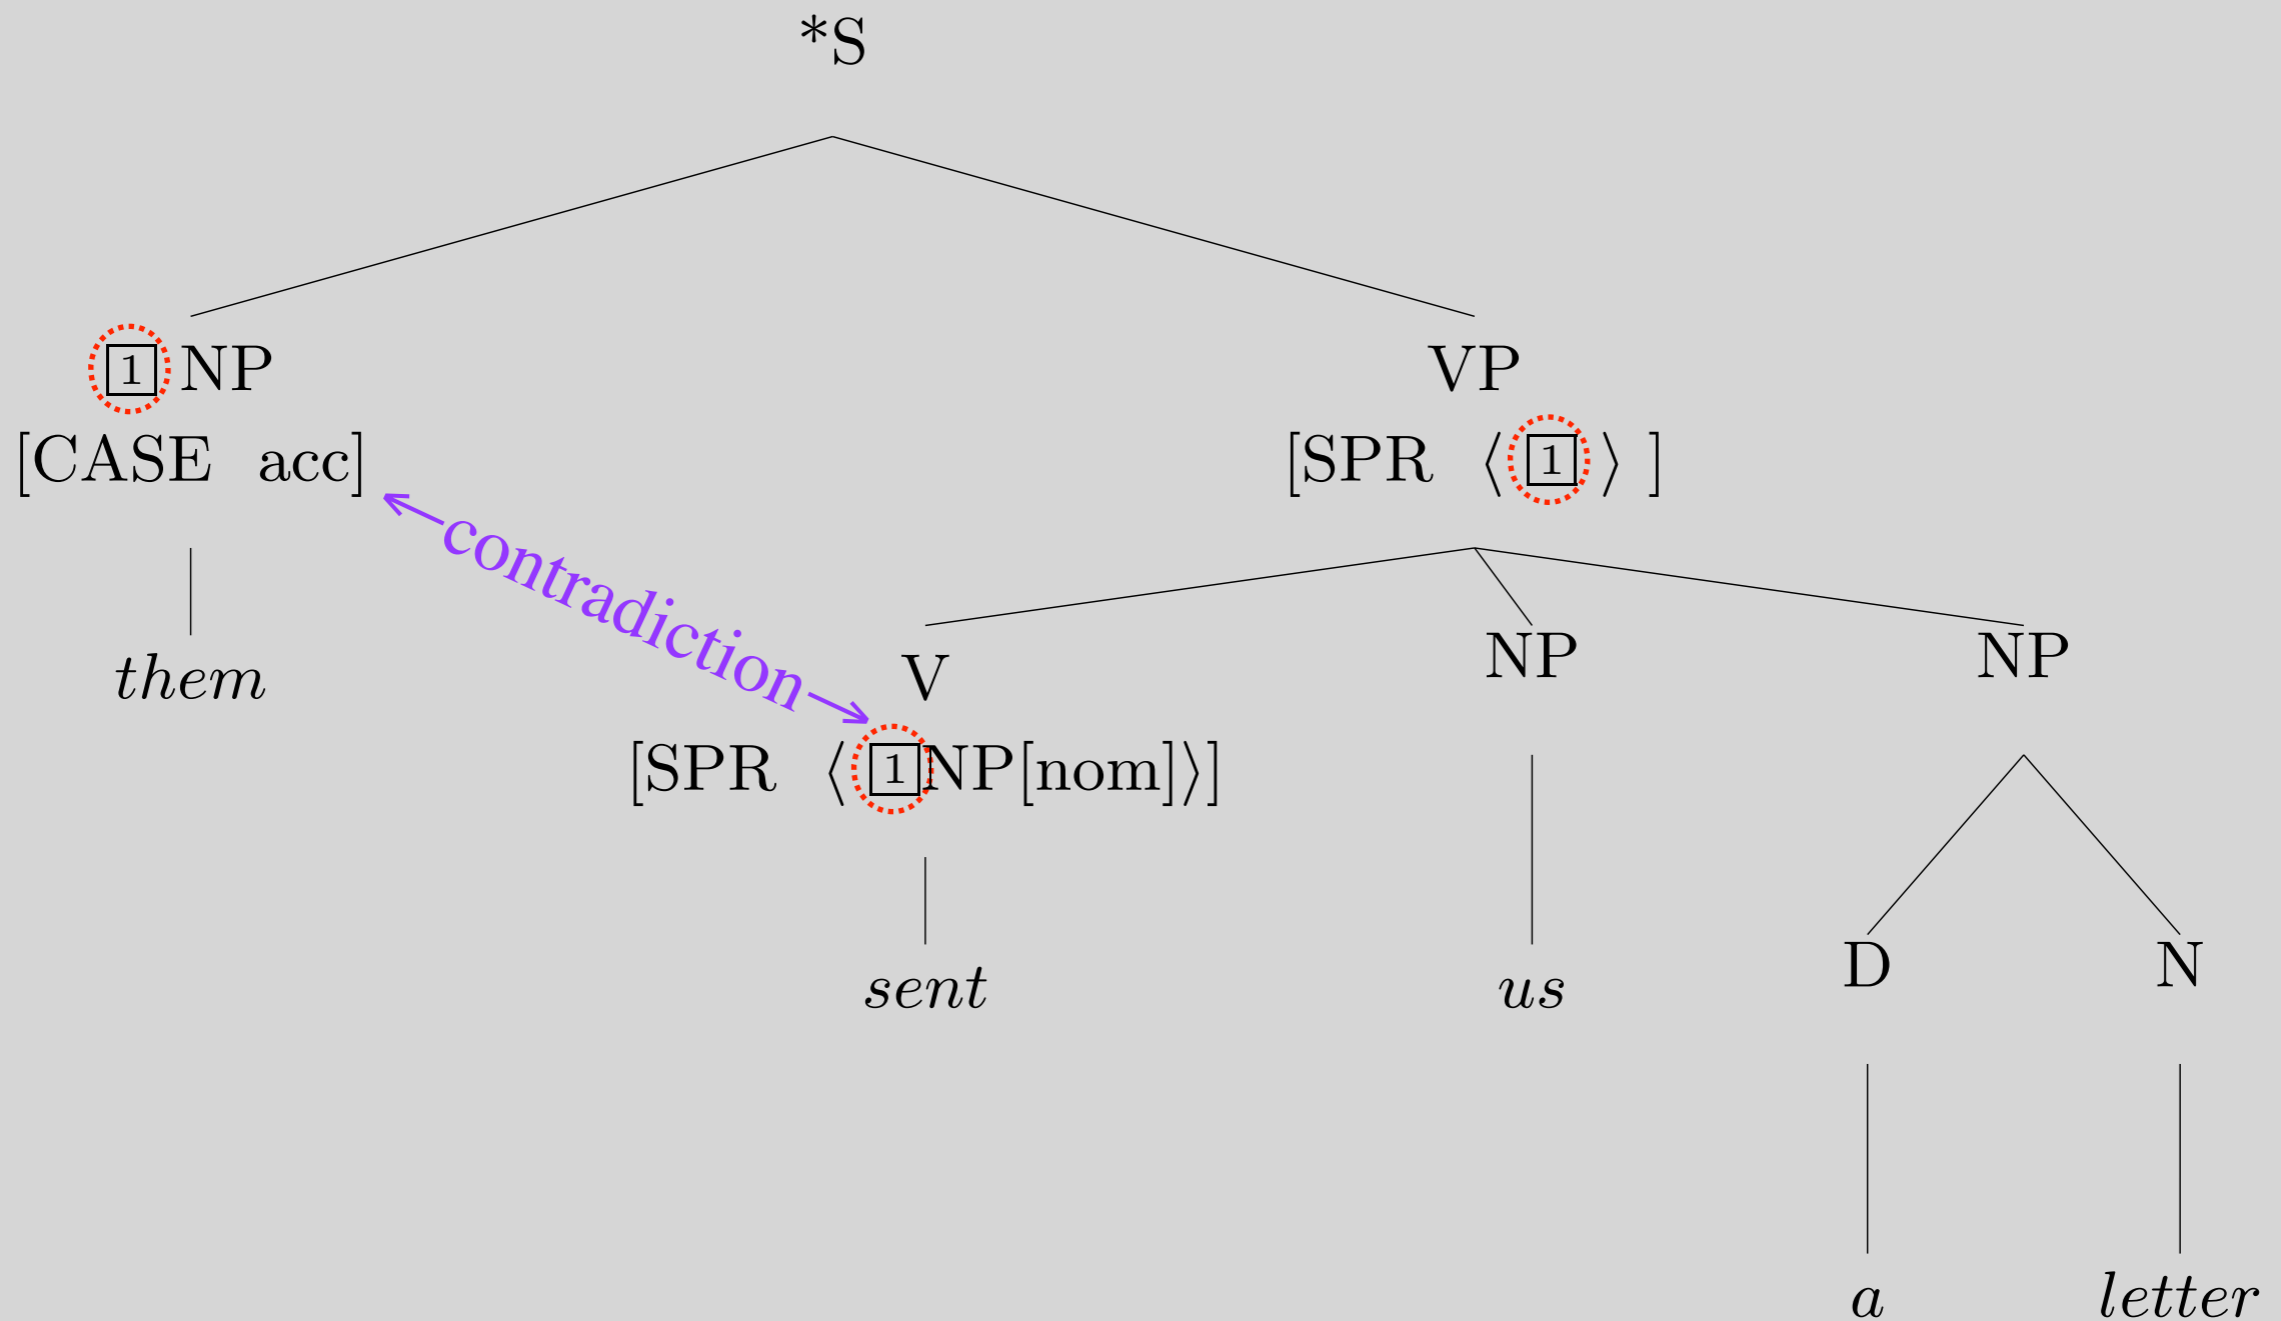 *S
1 NP VP
[CASE acc] [SPR ⟨ 1 ⟩ ]
contradiction
them V NP NP
[SPR ⟨ 1 NP[nom]⟩]
sent us D N
a letter